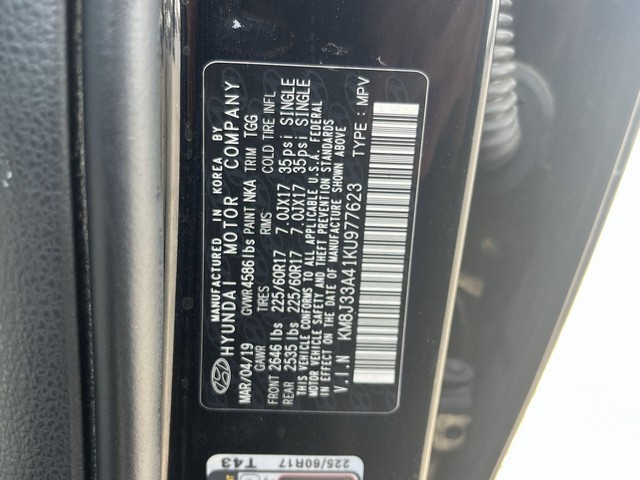 MANUFACTURED IN KOREA BY
HYUNDAI MOTOR COMPANY
MAR/04/19 GVWR4586lbs PAINT NKA TRIM TGG
GAWR TIRES RIMS COLD TIRE INFL
FRONT 2646 lbs 225/60R17 7.0JX17 35psi SINGLE
REAR 2535 lbs 225/60R17 7.0JX17 35psi SINGLE
THIS VEHICLE CONFORMS TO ALL APPLICABLE U.S.A. FEDERAL
MOTOR VEHICLE SAFETY AND THEFT PREVENTION STANDARDS
IN EFFECT ON THE DATE OF MANUFACTURE SHOWN ABOVE
V.I.N KM8J33A41KU977623 TYPE : MPV
225/60R17
T43